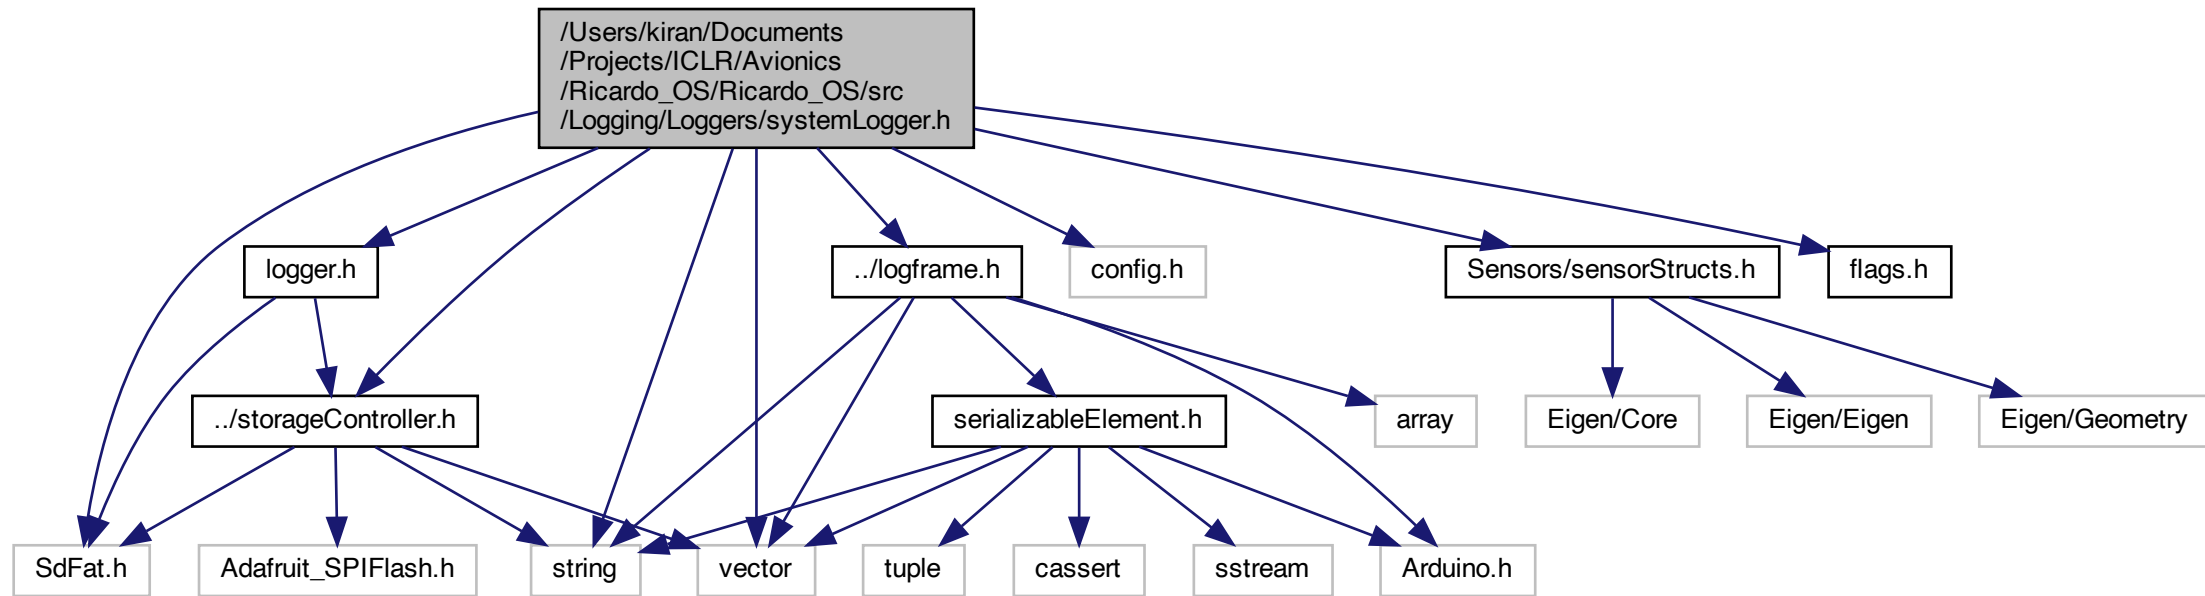 /Users/kiran/Documents
/Projects/ICLR/Avionics
/Ricardo_OS/Ricardo_OS/src
/Logging/Loggers/systemLogger.h
logger.h
../logframe.h
config.h
Sensors/sensorStructs.h
flags.h
../storageController.h
serializableElement.h
array
Eigen/Core
Eigen/Eigen
Eigen/Geometry
SdFat.h
Adafruit_SPIFlash.h
string
vector
tuple
cassert
sstream
Arduino.h